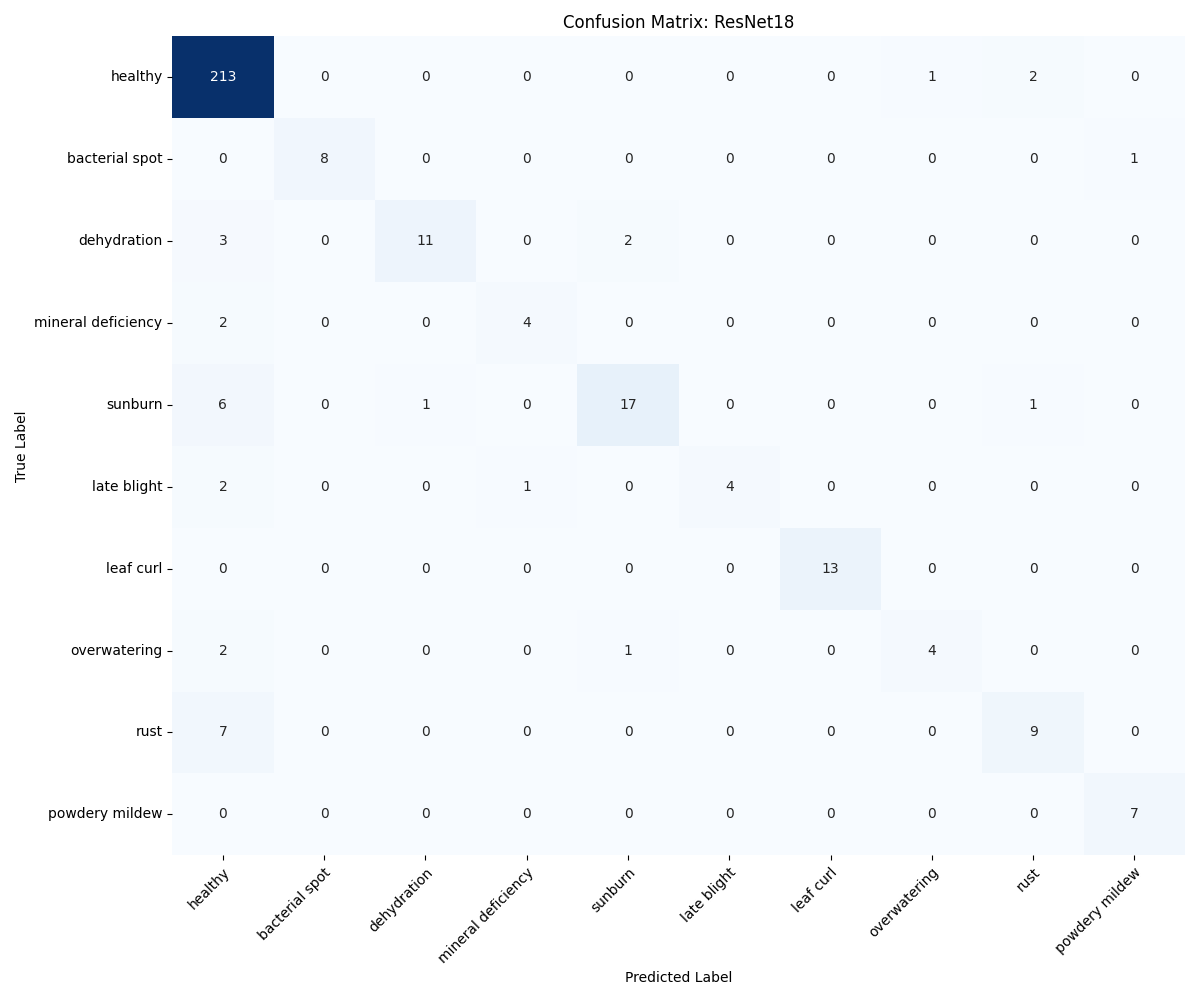 Confusion Matrix: ResNet18
healthy 213 0 0 0 0 0 0 1 2 0
bacterial spot 0 8 0 0 0 0 0 0 0 1
dehydration 3 0 11 0 2 0 0 0 0 0
mineral deficiency 2 0 0 4 0 0 0 0 0 0
sunburn 6 0 1 0 17 0 0 0 1 0
late blight 2 0 0 1 0 4 0 0 0 0
leaf curl 0 0 0 0 0 0 13 0 0 0
overwatering 2 0 0 0 1 0 0 4 0 0
rust 7 0 0 0 0 0 0 0 9 0
powdery mildew 0 0 0 0 0 0 0 0 0 7
True Label
healthy bacterial spot dehydration mineral deficiency sunburn late blight leaf curl overwatering rust powdery mildew
Predicted Label